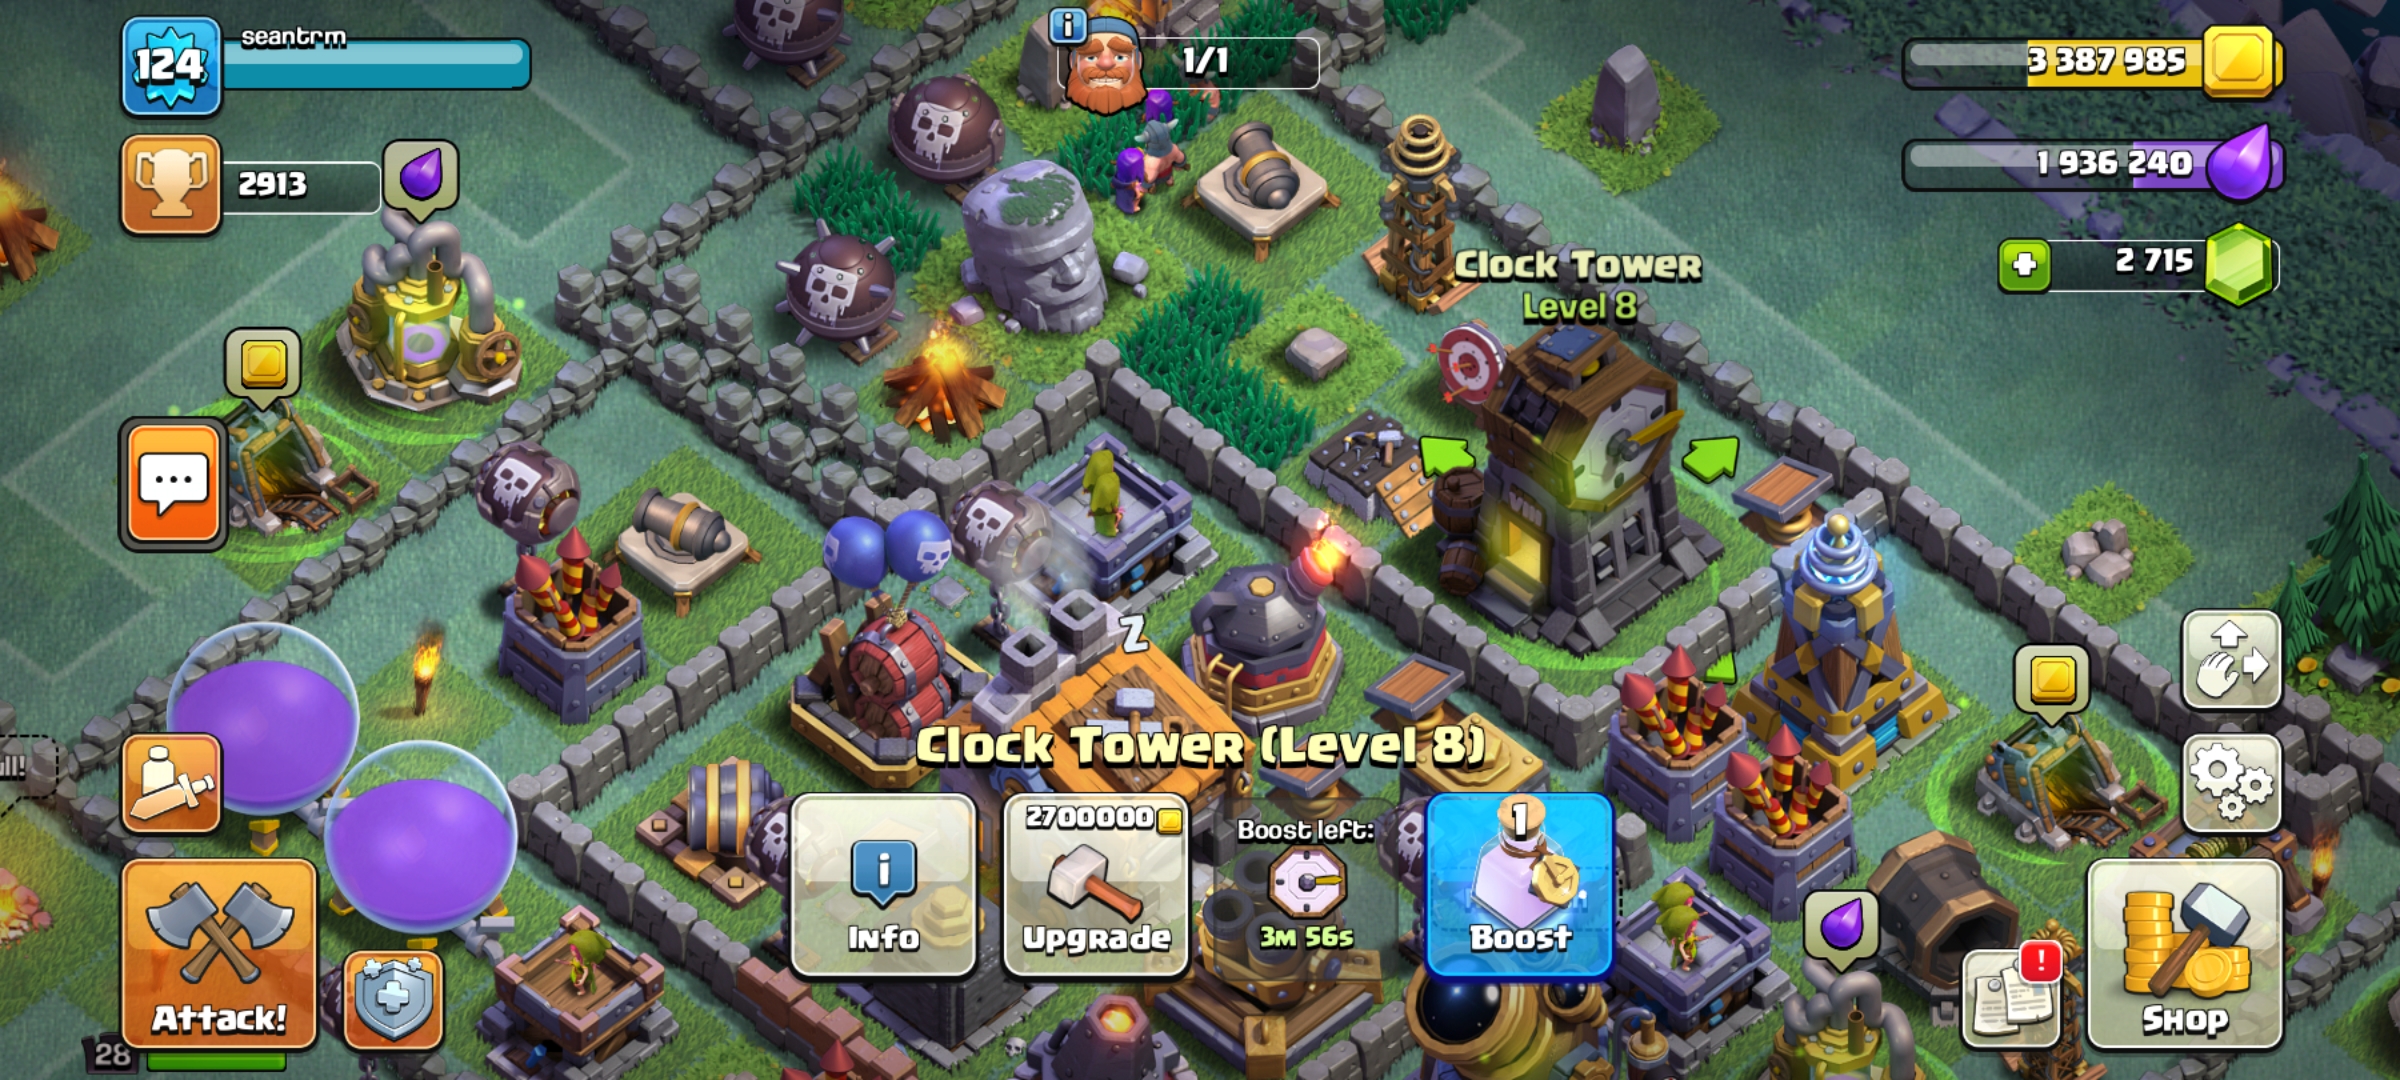 124
seantrm
1/1
3 387 985
2913
1 936 240
2 715
Clock Tower
Level 8
VIII
Z
Clock Tower (Level 8)
Info
2700000
Upgrade
Boost left:
3m 56s
1
Boost
Attack!
28
!
Shop